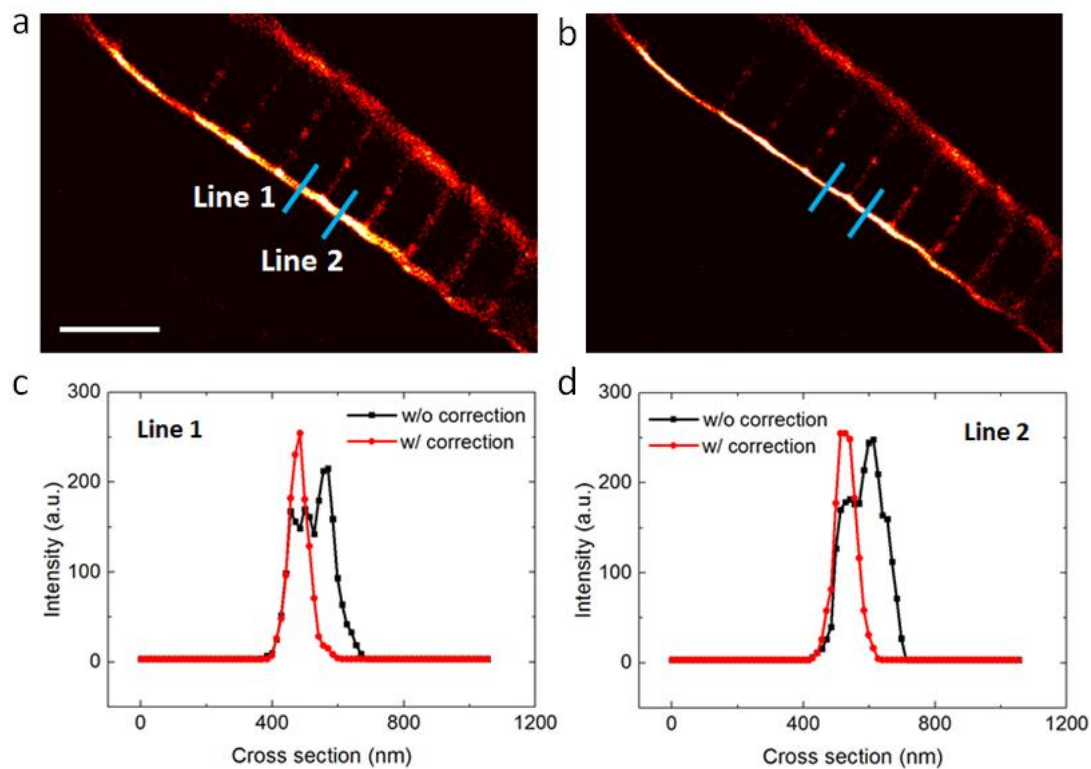 a
b
Line 1
Line 2
c
d
300
200
100
0
Intensity (a.u.)
Line 1
w/o correction
w/ correction
0
400
800
1200
Cross section (nm)
300
200
100
0
Intensity (a.u.)
w/o correction
w/ correction
Line 2
0
400
800
1200
Cross section (nm)